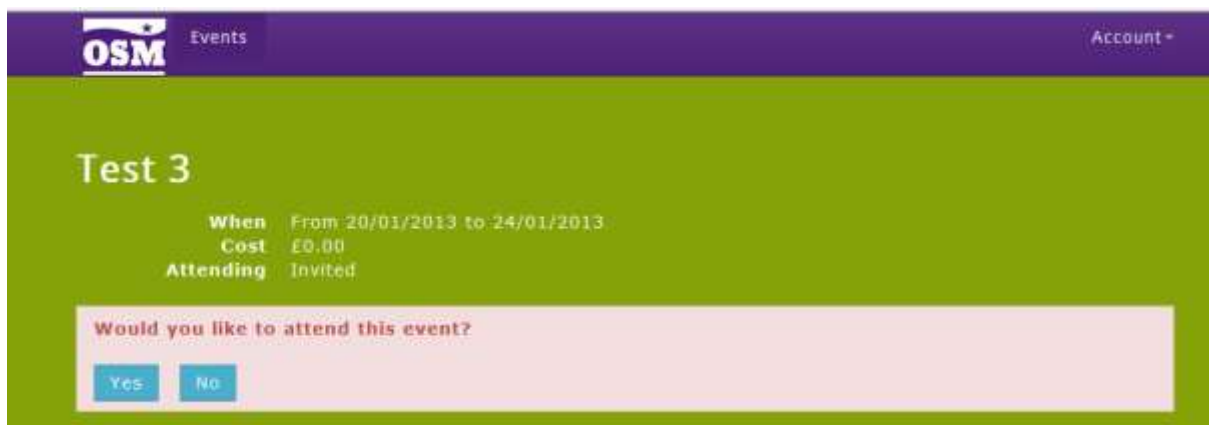 OSM Events Account
Test 3
When From 20/01/2013 to 24/01/2013
Cost £0.00
Attending Invited
Would you like to attend this event?
Yes No